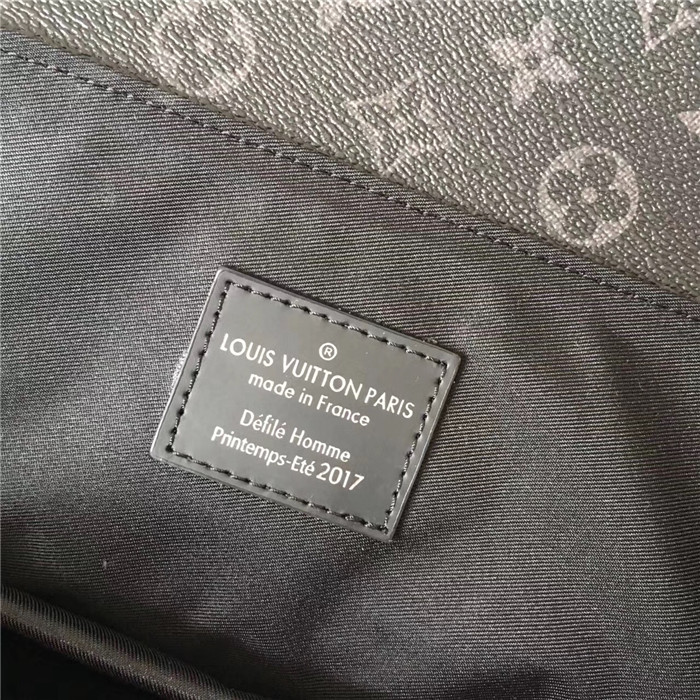 ®
LOUIS VUITTON PARIS
made in France
Défilé Homme
Printemps-Eté 2017